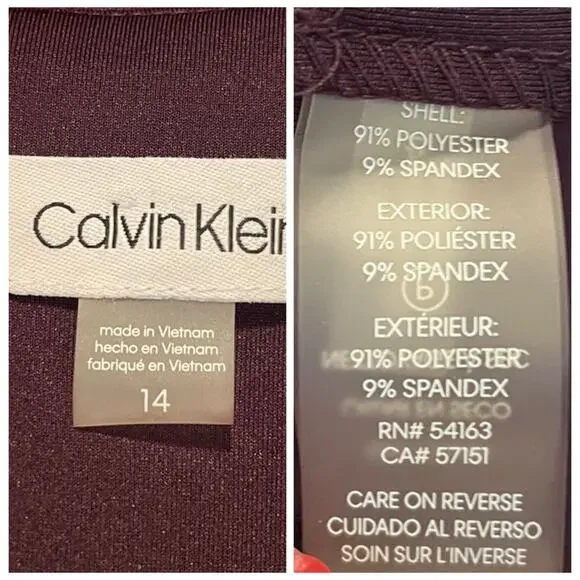 Calvin Klein
made in Vietnam
hecho en Vietnam
fabriqué en Vietnam
14
SHELL:
91% POLYESTER
9% SPANDEX
EXTERIOR:
91% POLIÉSTER
9% SPANDEX
EXTÉRIEUR:
91% POLYESTER
9% SPANDEX
RN# 54163
CA# 57151
CARE ON REVERSE
CUIDADO AL REVERSO
SOIN SUR L'INVERSE